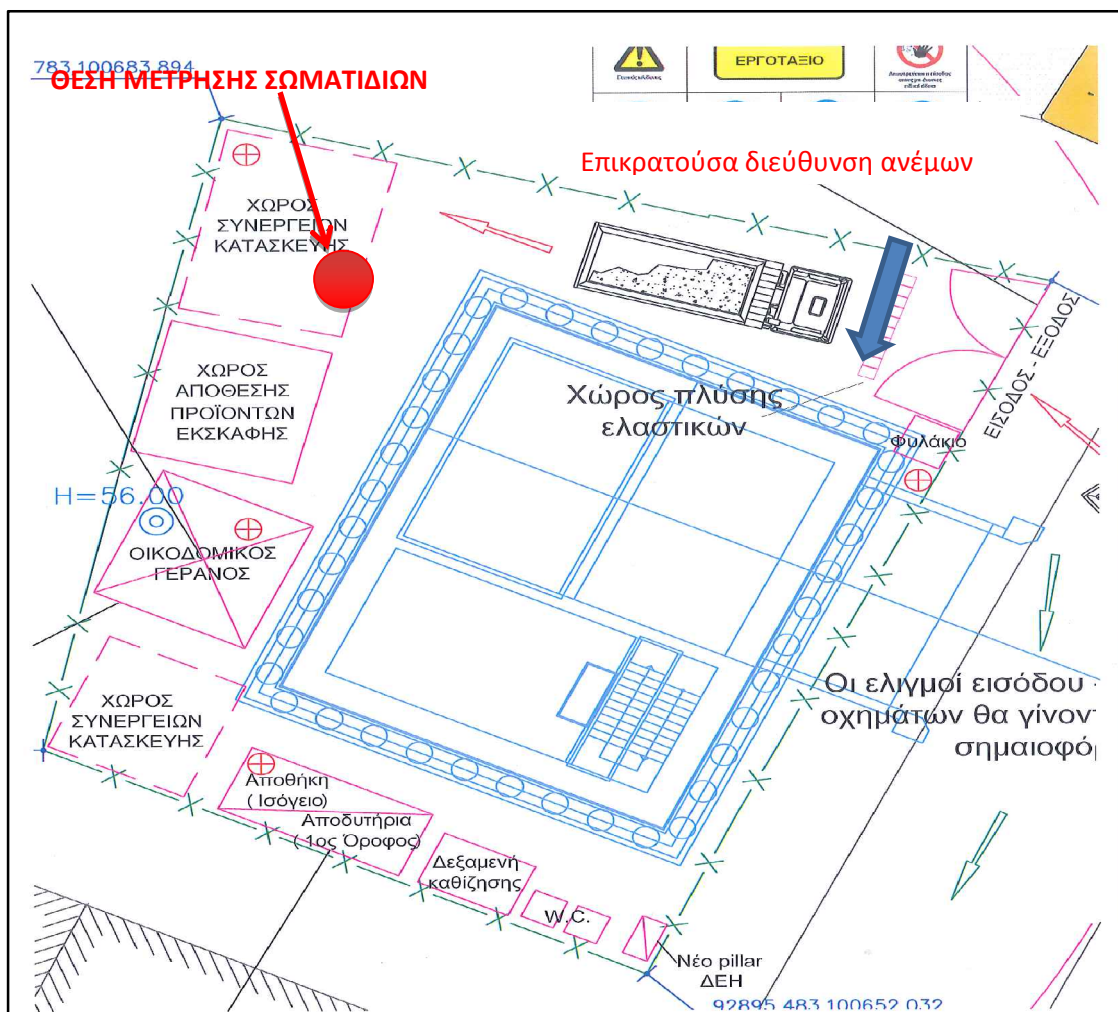 783 100683.894
ΘΕΣΗ ΜΕΤΡΗΣΗΣ ΣΩΜΑΤΙΔΙΩΝ
ΕΡΓΟΤΑΞΙΟ
Επικρατούσα διεύθυνση ανέμων
ΧΩΡΟΣ
ΣΥΝΕΡΓΕΙΩΝ
ΚΑΤΑΣΚΕΥΗΣ
ΕΙΣΟΔΟΣ - ΕΞΟΔΟΣ
ΧΩΡΟΣ
ΑΠΟΘΕΣΗΣ
ΠΡΟΪΟΝΤΩΝ
ΕΚΣΚΑΦΗΣ
Χώρος πλύσης
ελαστικών
Φυλάκιο
H=56.00
ΟΙΚΟΔΟΜΙΚΟΣ
ΓΕΡΑΝΟΣ
ΧΩΡΟΣ
ΣΥΝΕΡΓΕΙΩΝ
ΚΑΤΑΣΚΕΥΗΣ
Οι ελιγμοί εισόδου
οχημάτων θα γίνοντ
σημαιοφό
Αποθήκη
( Ισόγειο)
Αποδυτήρια
( 1ος Όροφος)
Δεξαμενή
καθίζησης
W.C.
Νέο pillar
ΔΕΗ
92895.483 100652.032